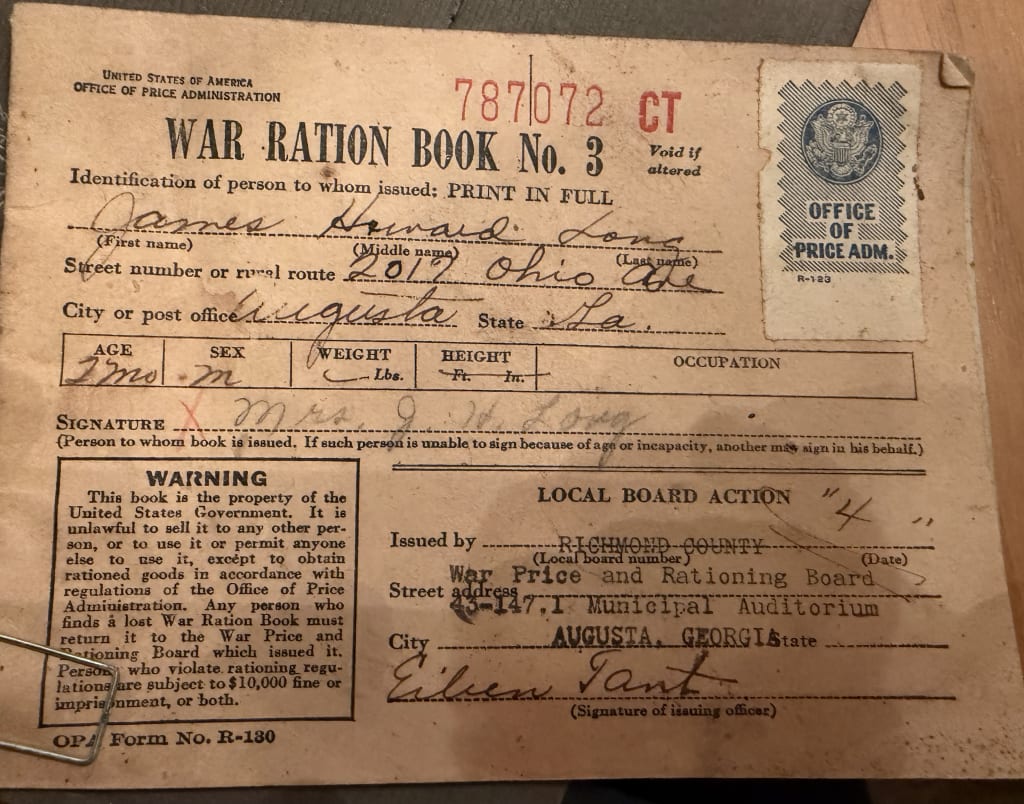 UNITED STATES OF AMERICA
OFFICE OF PRICE ADMINISTRATION
787072 CT
WAR RATION BOOK No. 3
Void if
altered
Identification of person to whom issued: PRINT IN FULL
James Howard Long
(First name) (Middle name) (Last name)
Street number or rural route 2017 Ohio Ave
City or post office Augusta State Ga.
AGE SEX WEIGHT HEIGHT OCCUPATION
mo m Lbs. Ft. In.
SIGNATURE X Mrs. J. H. Long
(Person to whom book is issued. If such person is unable to sign because of age or incapacity, another may sign in his behalf.)
OFFICE
OF
PRICE ADM.
R-123
WARNING
This book is the property of the
United States Government. It is
unlawful to sell it to any other per-
son, or to use it or permit anyone
else to use it, except to obtain
rationed goods in accordance with
regulations of the Office of Price
Administration. Any person who
finds a lost War Ration Book must
return it to the War Price and
Rationing Board which issued it.
Persons who violate rationing regu-
lations are subject to $10,000 fine or
imprisonment, or both.
OPA Form No. R-130
LOCAL BOARD ACTION "4"
Issued by RICHMOND COUNTY
(Local board number) (Date)
War Price and Rationing Board
Street address
43-147.1 Municipal Auditorium
City AUGUSTA, GEORGIA State
Eileen Tant
(Signature of issuing officer)